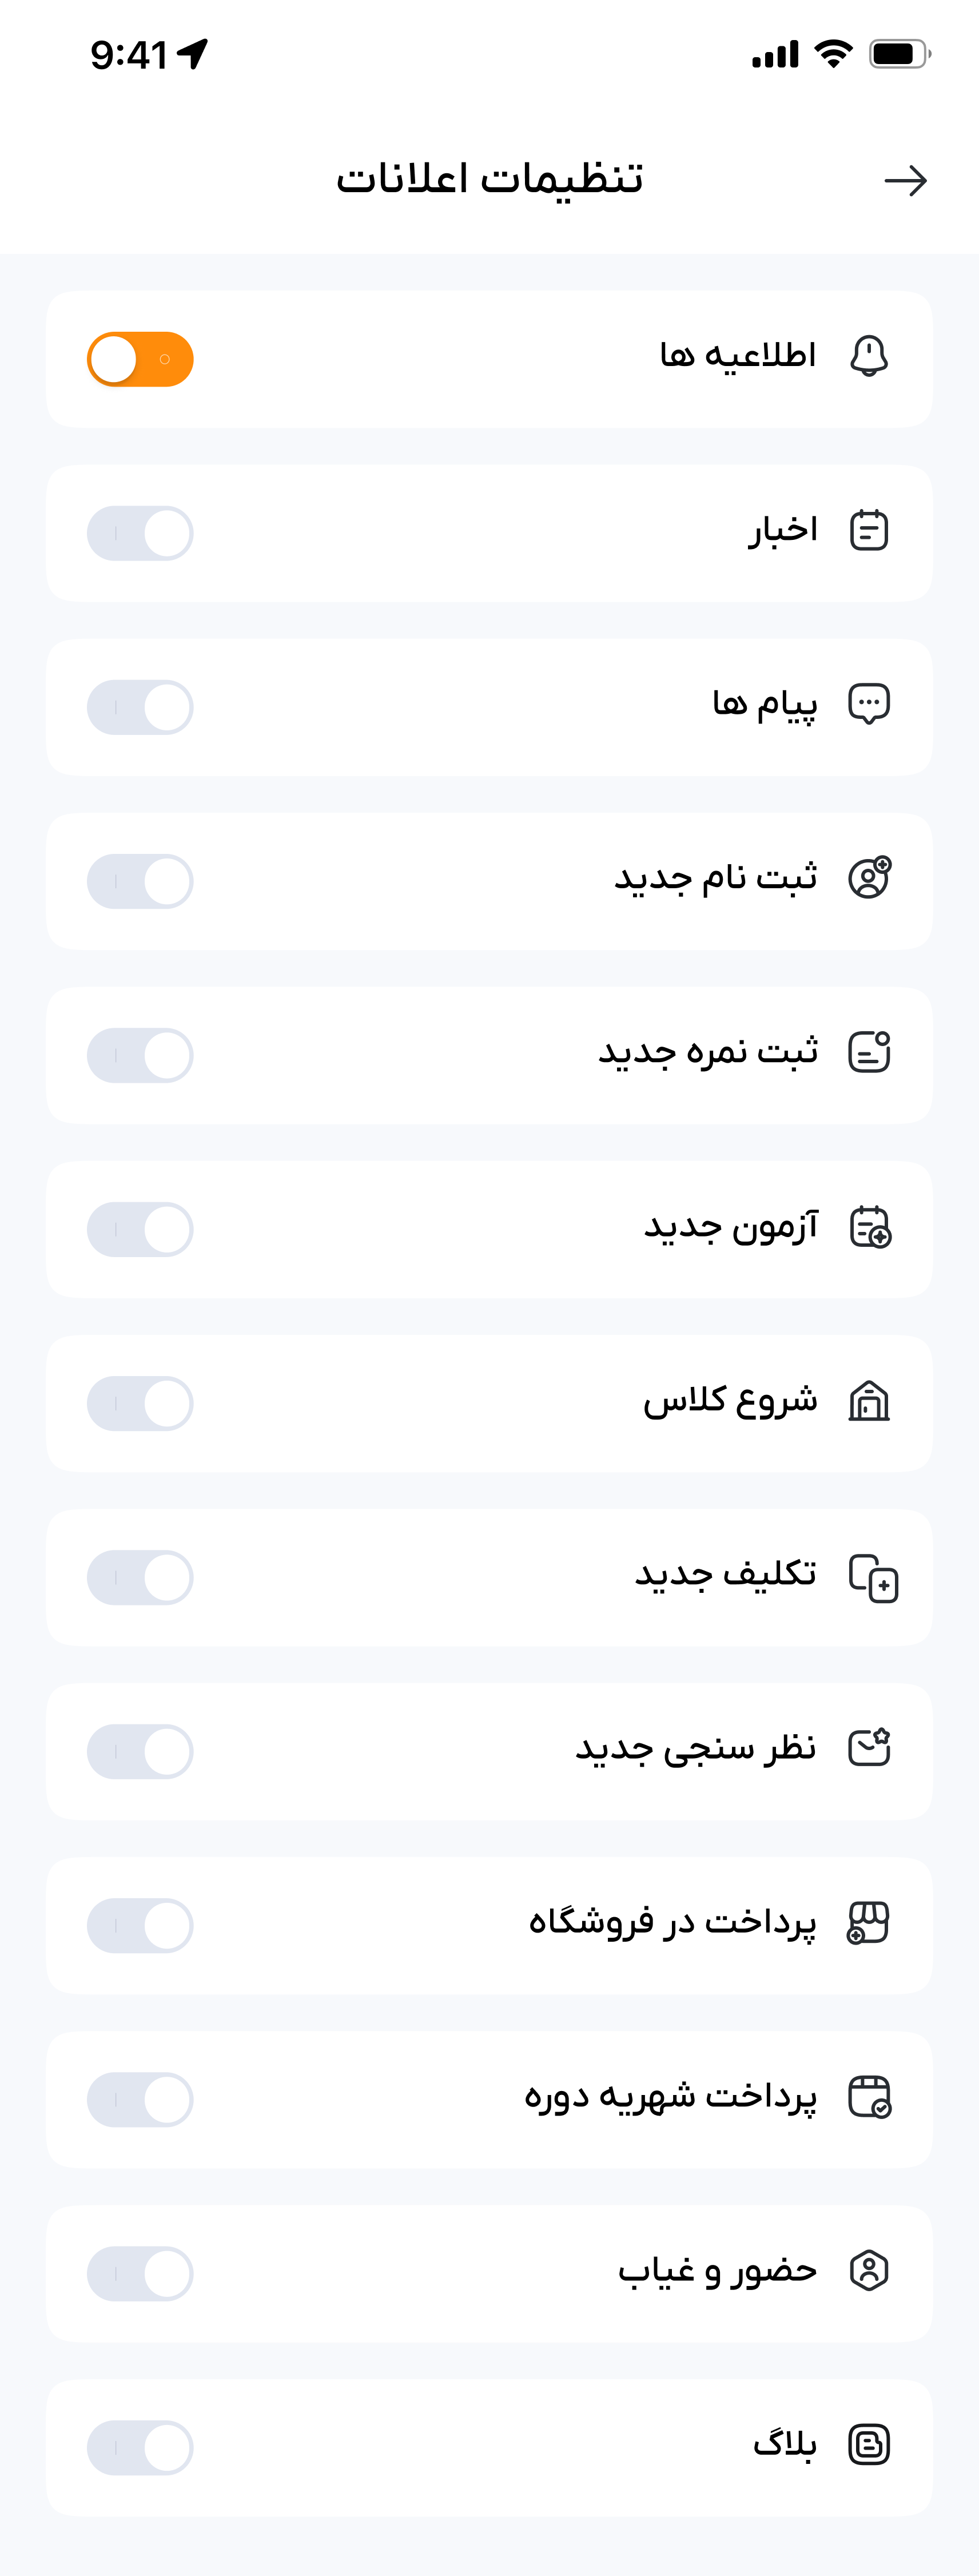 9:41
تنظیمات اعلانات
اطلاعیه ها
اخبار
پیام ها
ثبت نام جدید
ثبت نمره جدید
آزمون جدید
شروع کلاس
تکلیف جدید
نظر سنجی جدید
پرداخت در فروشگاه
پرداخت شهریه دوره
حضور و غیاب
بلاگ